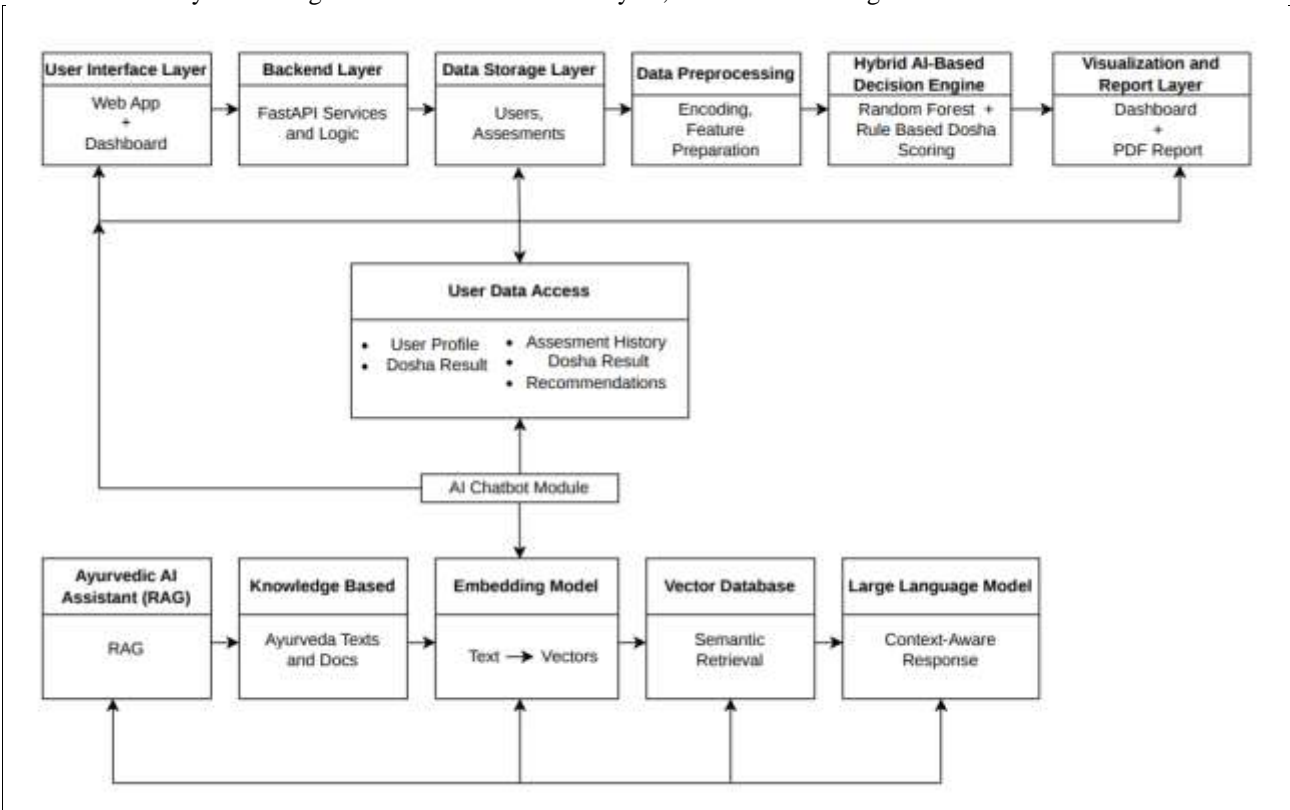 User Interface Layer
Web App
+
Dashboard
Backend Layer
FastAPI Services
and Logic
Data Storage Layer
Users,
Assesments
Data Preprocessing
Encoding,
Feature
Preparation
Hybrid AI-Based
Decision Engine
Random Forest +
Rule Based Dosha
Scoring
Visualization and
Report Layer
Dashboard
+
PDF Report
User Data Access
• User Profile
• Dosha Result
• Assesment History
• Dosha Result
• Recommendations
AI Chatbot Module
Ayurvedic AI
Assistant (RAG)
RAG
Knowledge Based
Ayurveda Texts
and Docs
Embedding Model
Text → Vectors
Vector Database
Semantic
Retrieval
Large Language Model
Context-Aware
Response